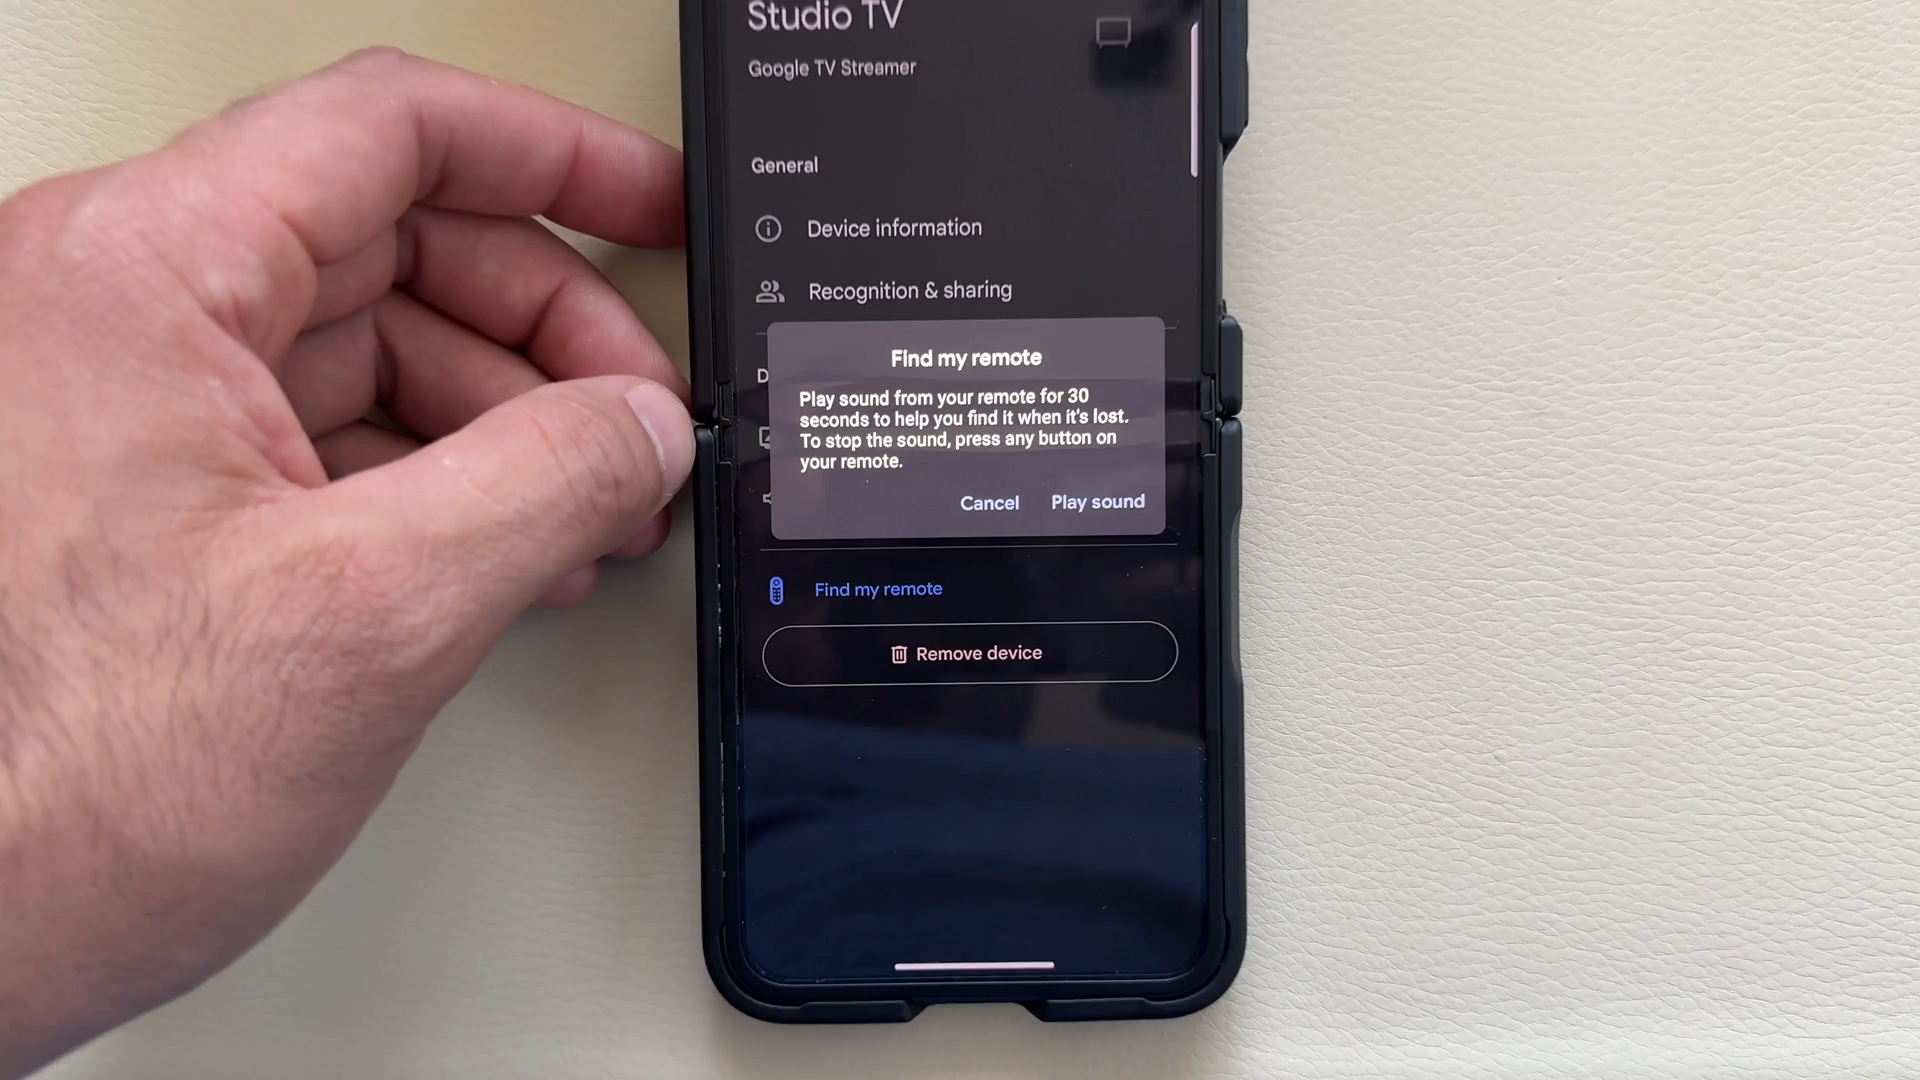 Studio TV
Google TV Streamer
General
Device information
Recognition & sharing
D
Find my remote
Play sound from your remote for 30
seconds to help you find it when it's lost.
To stop the sound, press any button on
your remote.
Cancel Play sound
Find my remote
Remove device